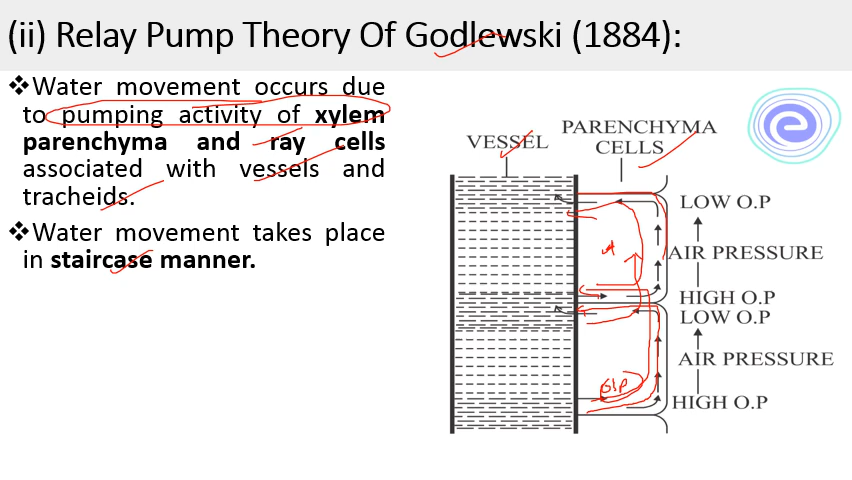 (ii) Relay Pump Theory Of Godlewski (1884):
❖Water movement occurs due
to pumping activity of xylem
parenchyma and ray cells
associated with vessels and
tracheids.
❖Water movement takes place
in staircase manner.
VESSEL
PARENCHYMA
CELLS
LOW O.P
AIR PRESSURE
HIGH O.P
LOW O.P
AIR PRESSURE
HIGH O.P